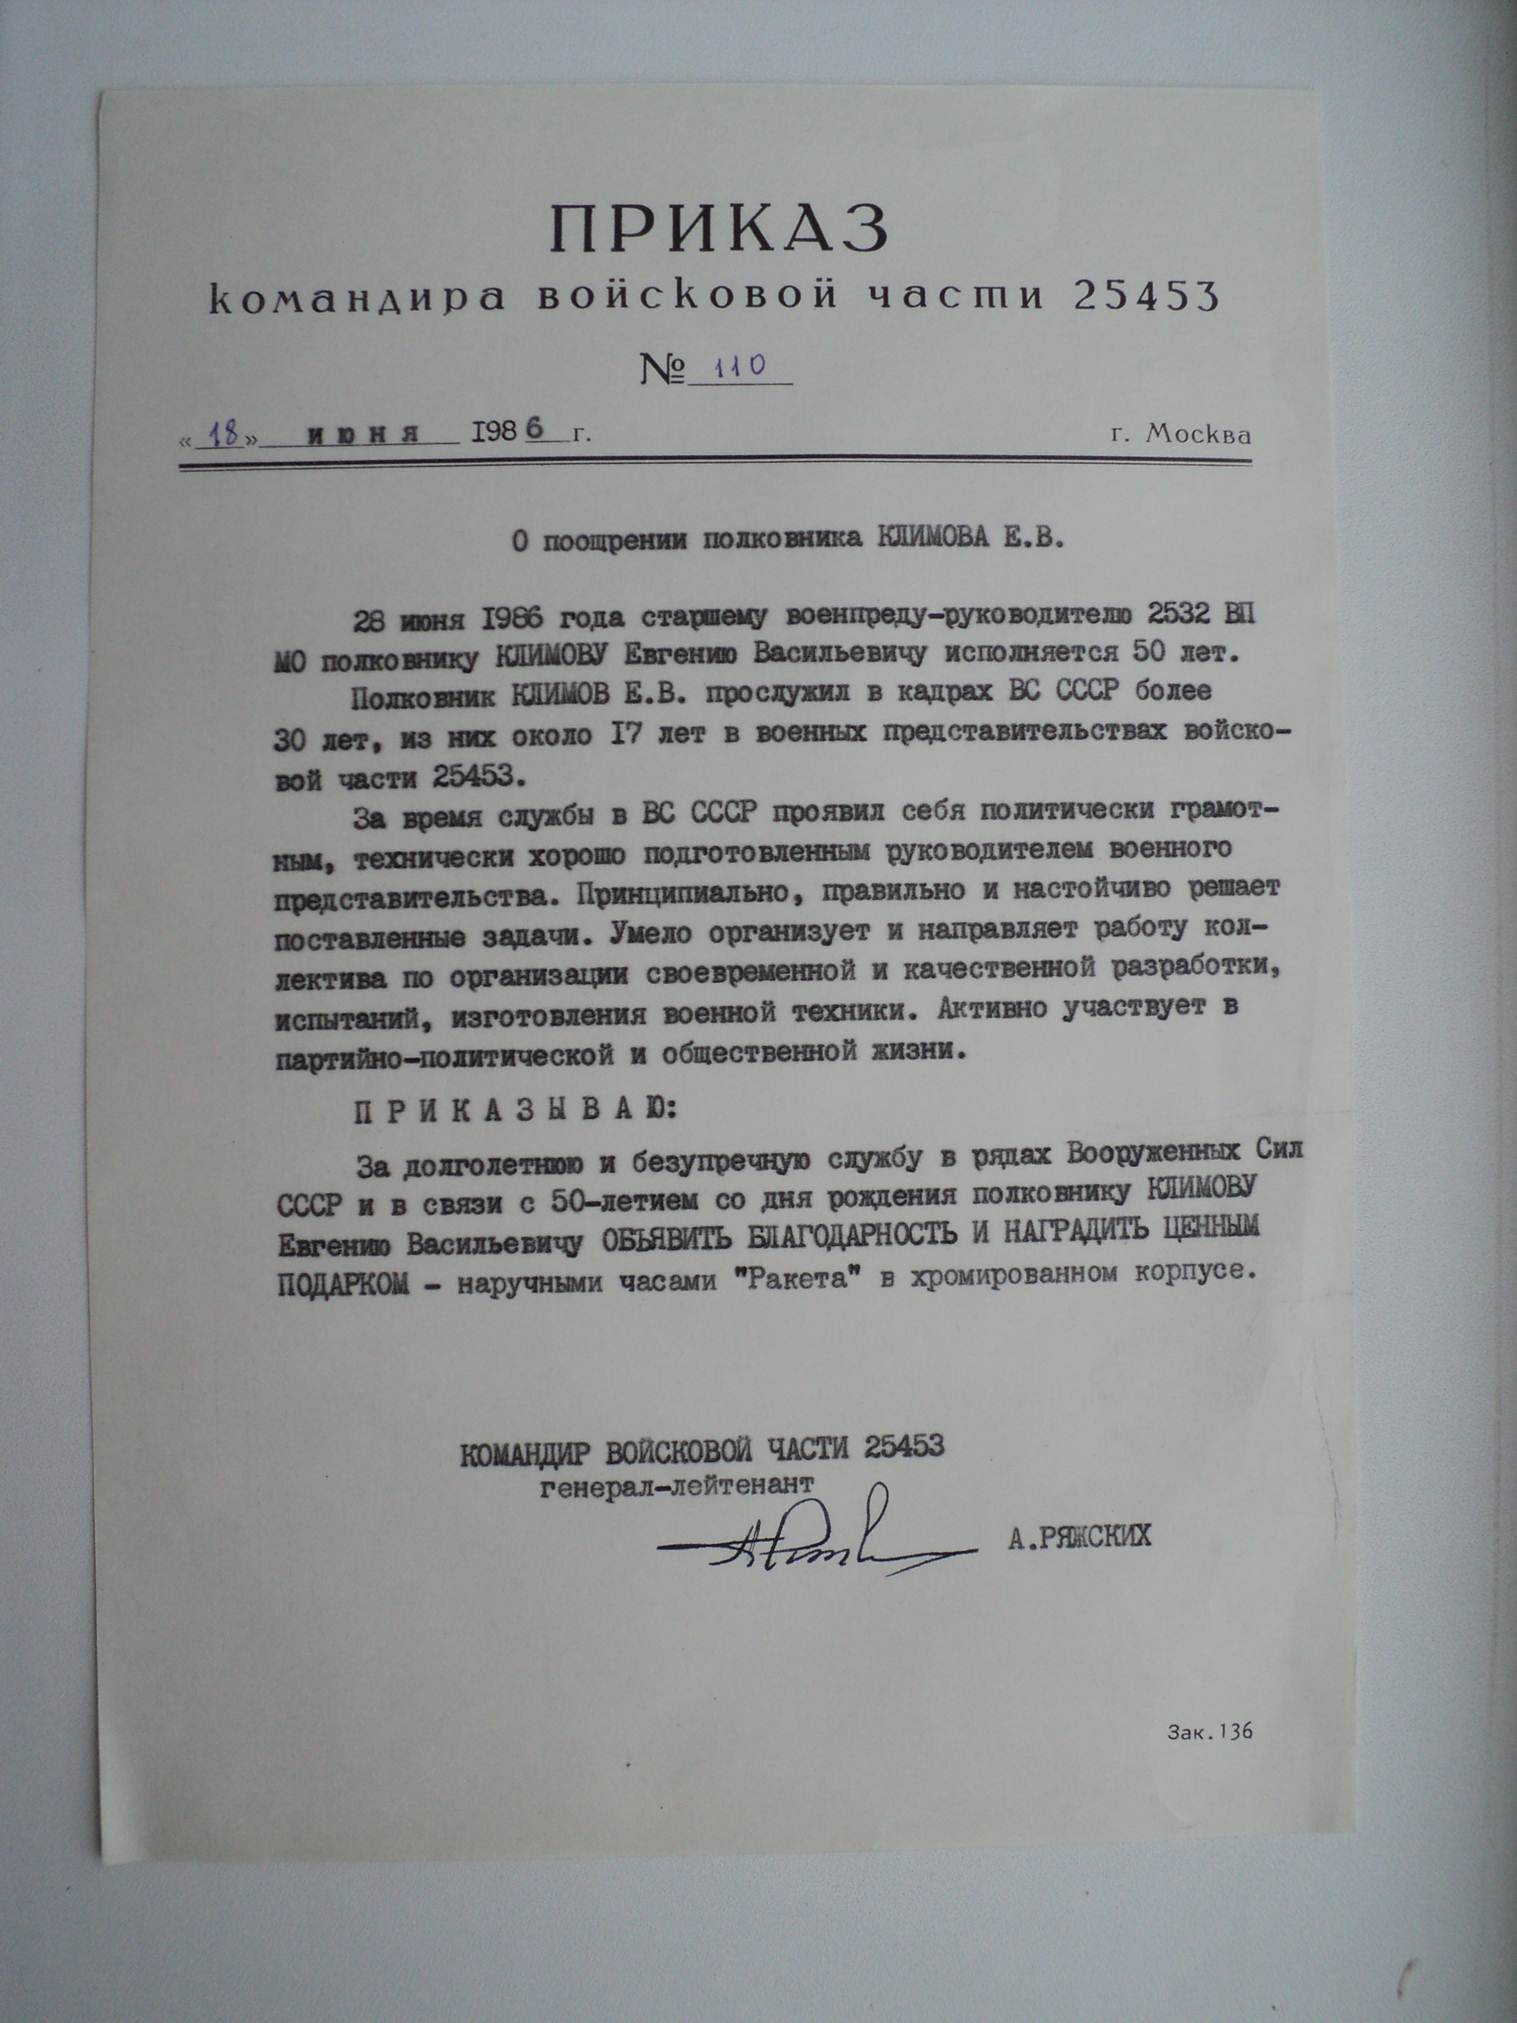 ПРИКАЗ
командира войсковой части 25453
№ 110
«18» июня 1986 г. г. Москва
О поощрении полковника КЛИМОВА Е.В.
28 июня 1986 года старшему военпреду-руководителю 2532 ВП
МО полковнику КЛИМОВУ Евгению Васильевичу исполняется 50 лет.
Полковник КЛИМОВ Е.В. прослужил в кадрах ВС СССР более
30 лет, из них около 17 лет в военных представительствах войско-
вой части 25453.
За время службы в ВС СССР проявил себя политически грамот-
ным, технически хорошо подготовленным руководителем военного
представительства. Принципиально, правильно и настойчиво решает
поставленные задачи. Умело организует и направляет работу кол-
лектива по организации своевременной и качественной разработки,
испытаний, изготовления военной техники. Активно участвует в
партийно-политической и общественной жизни.
П Р И К А З Ы В А Ю:
За долголетнюю и безупречную службу в рядах Вооруженных Сил
СССР и в связи с 50-летием со дня рождения полковнику КЛИМОВУ
Евгению Васильевичу ОБЪЯВИТЬ БЛАГОДАРНОСТЬ И НАГРАДИТЬ ЦЕННЫМ
ПОДАРКОМ - наручными часами "Ракета" в хромированном корпусе.
КОМАНДИР ВОЙСКОВОЙ ЧАСТИ 25453
генерал-лейтенант
А.РЯЖСКИХ
Зак.136